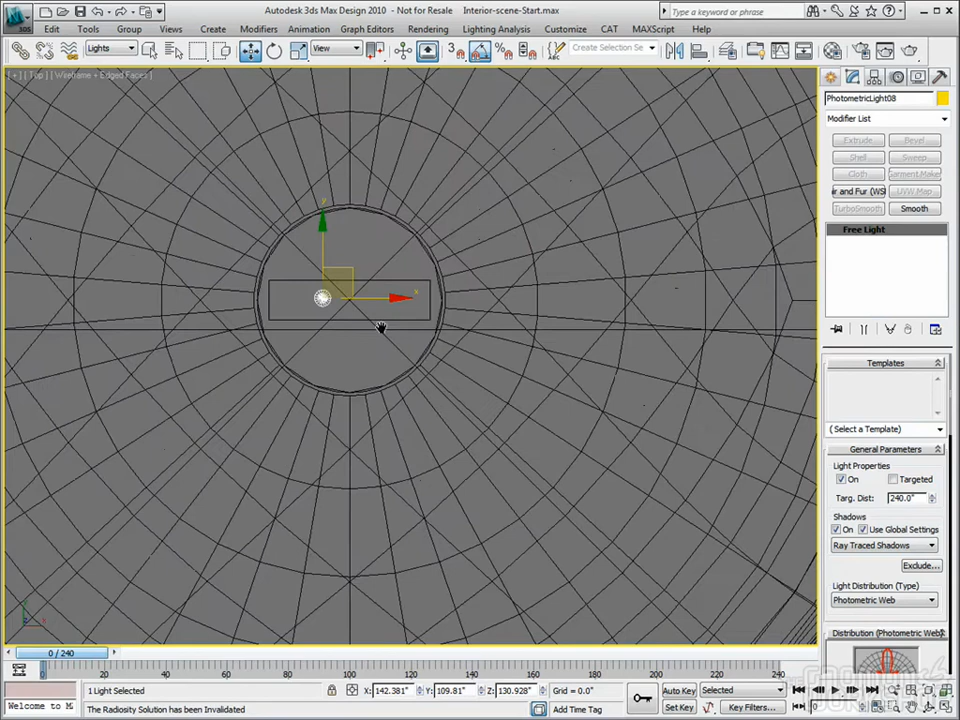 Autodesk 3ds Max Design 2010 - Not for Resale Interior-scene-Start.max
Type a keyword or phrase
Edit Tools Group Views Create Modifiers Animation Graph Editors Rendering Lighting Analysis Customize CAT MAXScript Help
Lights View 3 Create Selection Se
[ + ] [ Top ] [ Wireframe + Edged Faces ]
PhotometricLight08
Modifier List
Extrude Bevel
Shell Sweep
Cloth Garment Make
ir and Fur (WS UVW Map
TurboSmooth Smooth
Free Light
y
x
Templates
(Select a Template)
General Parameters
Light Properties
On Targeted
Targ. Dist: 240.0"
Shadows
On Use Global Settings
Ray Traced Shadows
Exclude...
Light Distribution (Type)
Photometric Web
Distribution (Photometric Web)
0 / 240
20 40 60 80 100 120 140 160 180 200 220 240
1 Light Selected X: 142.381" Y: 109.81" Z: 130.928" Grid = 0.0" Auto Key Selected
Welcome to M The Radiosity Solution has been Invalidated Add Time Tag Set Key Key Filters... 0